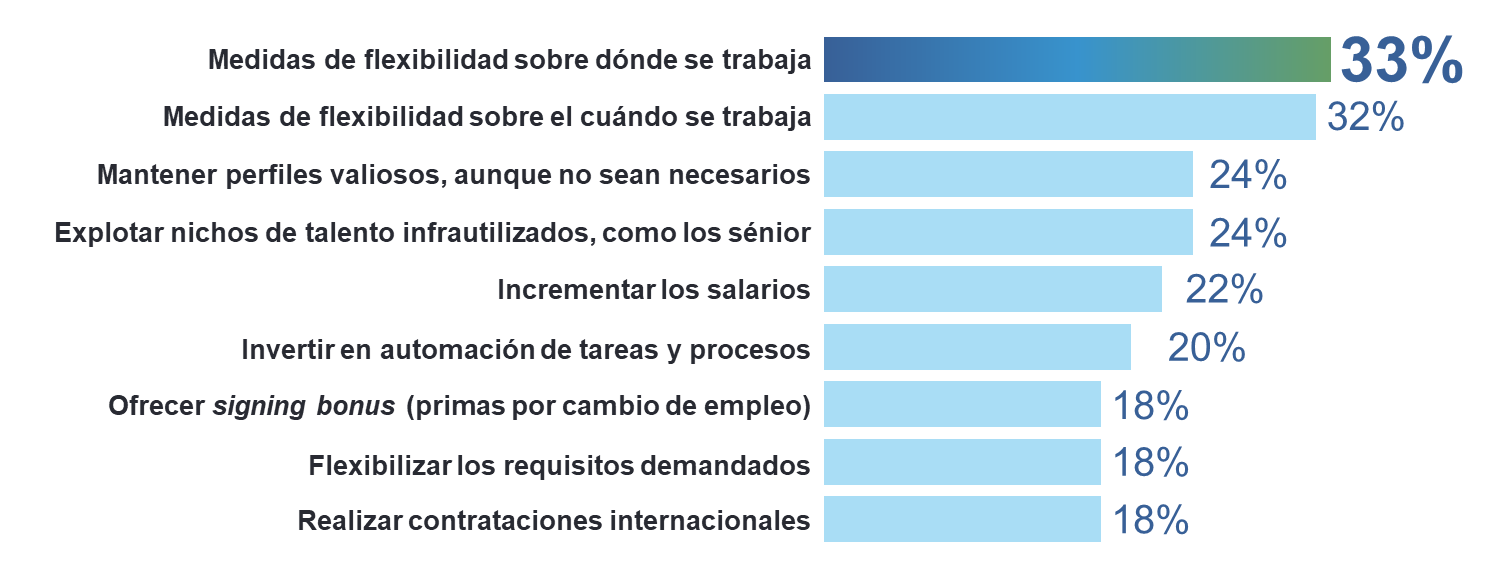 Medidas de flexibilidad sobre dónde se trabaja 33%
Medidas de flexibilidad sobre el cuándo se trabaja 32%
Mantener perfiles valiosos, aunque no sean necesarios 24%
Explotar nichos de talento infrautilizados, como los sénior 24%
Incrementar los salarios 22%
Invertir en automación de tareas y procesos 20%
Ofrecer signing bonus (primas por cambio de empleo) 18%
Flexibilizar los requisitos demandados 18%
Realizar contrataciones internacionales 18%